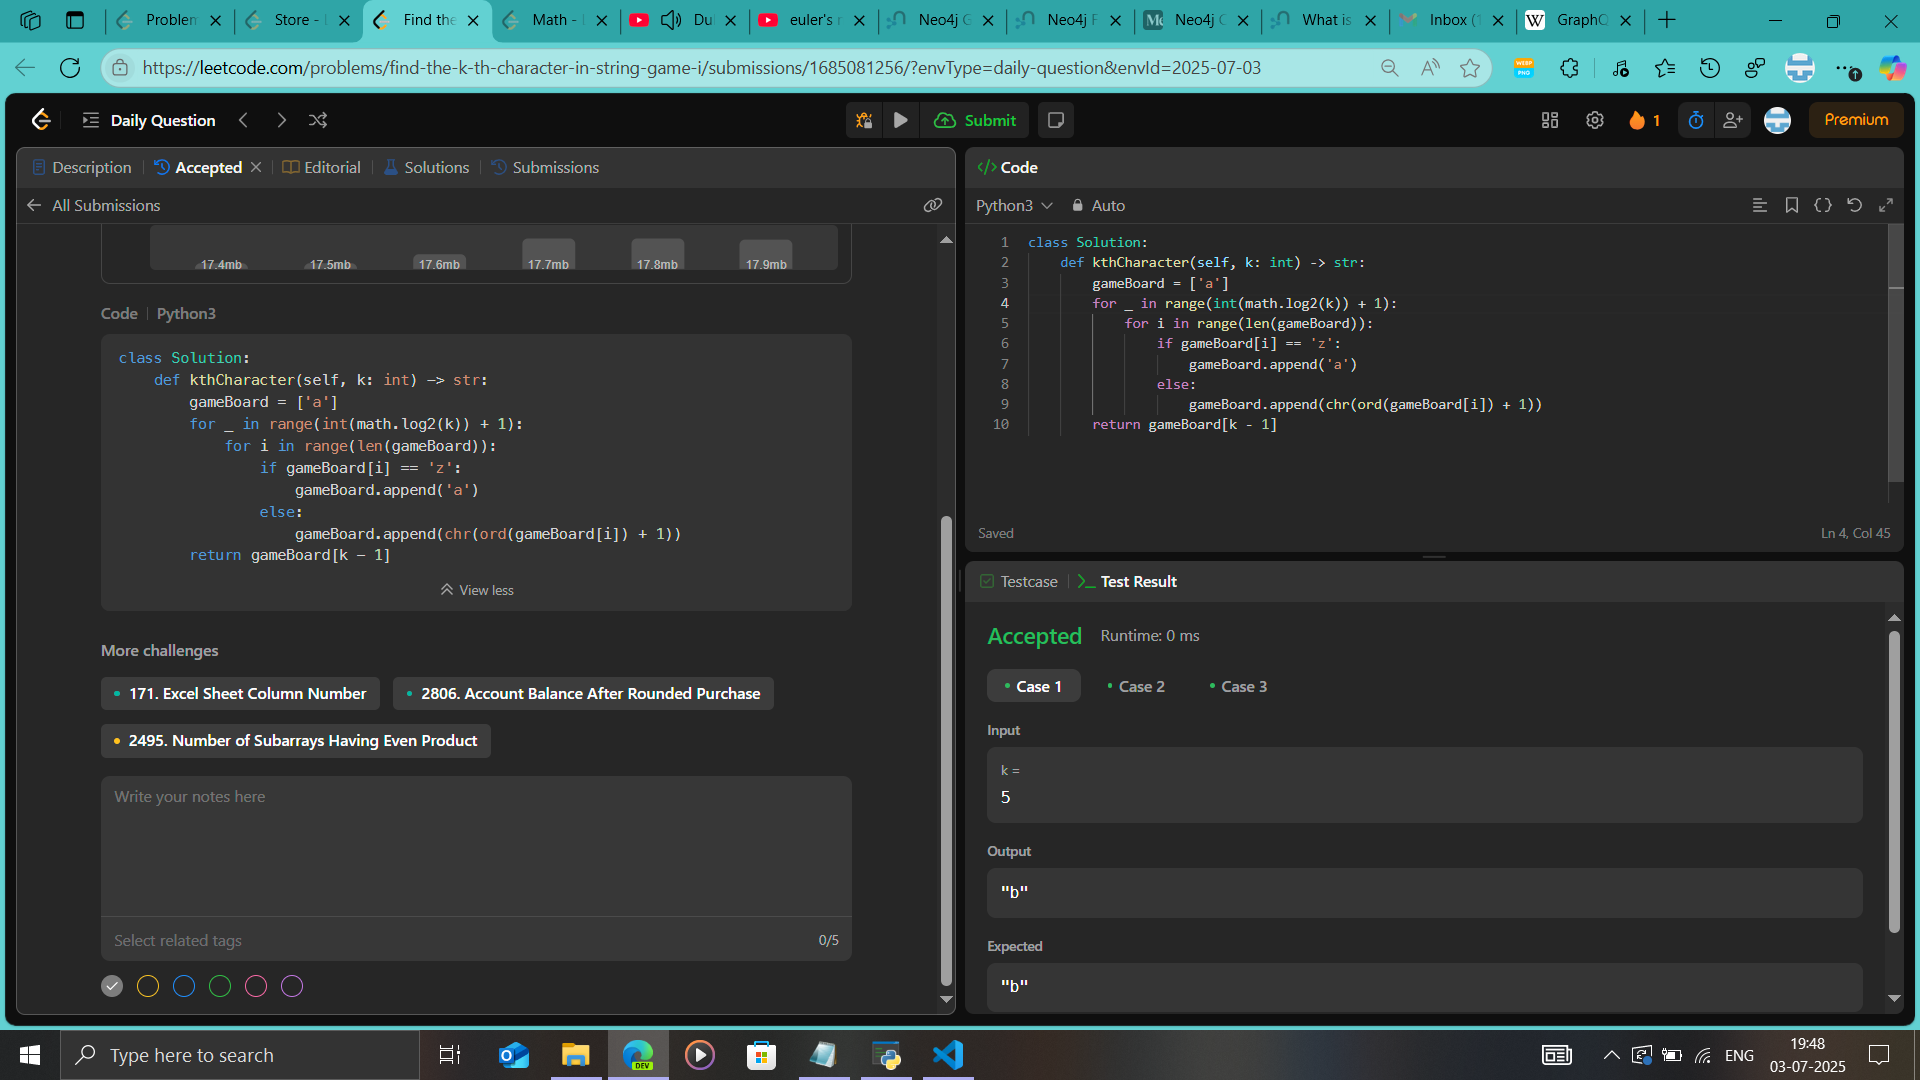 Problem
Store -
Find the
Math -
Du
euler's
Neo4j
Neo4j
Neo4j
What is
Inbox
Graph
https://leetcode.com/problems/find-the-k-th-character-in-string-game-i/submissions/1685081256/?envType=daily-question&envId=2025-07-03
Daily Question
Submit
1
Premium
Description
Accepted
Editorial
Solutions
Submissions
All Submissions
17.4mb 17.5mb 17.6mb 17.7mb 17.8mb 17.9mb
Code | Python3
class Solution:
    def kthCharacter(self, k: int) -> str:
        gameBoard = ['a']
        for _ in range(int(math.log2(k)) + 1):
            for i in range(len(gameBoard)):
                if gameBoard[i] == 'z':
                    gameBoard.append('a')
                else:
                    gameBoard.append(chr(ord(gameBoard[i]) + 1))
        return gameBoard[k - 1]
View less
More challenges
171. Excel Sheet Column Number
2806. Account Balance After Rounded Purchase
2495. Number of Subarrays Having Even Product
Write your notes here
Select related tags
0/5
</> Code
Python3
Auto
1 class Solution:
2     def kthCharacter(self, k: int) -> str:
3         gameBoard = ['a']
4         for _ in range(int(math.log2(k)) + 1):
5             for i in range(len(gameBoard)):
6                 if gameBoard[i] == 'z':
7                     gameBoard.append('a')
8                 else:
9                     gameBoard.append(chr(ord(gameBoard[i]) + 1))
10         return gameBoard[k - 1]
Saved
Ln 4, Col 45
Testcase
Test Result
Accepted
Runtime: 0 ms
Case 1
Case 2
Case 3
Input
k =
5
Output
"b"
Expected
"b"
Type here to search
DEV
ENG
19:48
03-07-2025